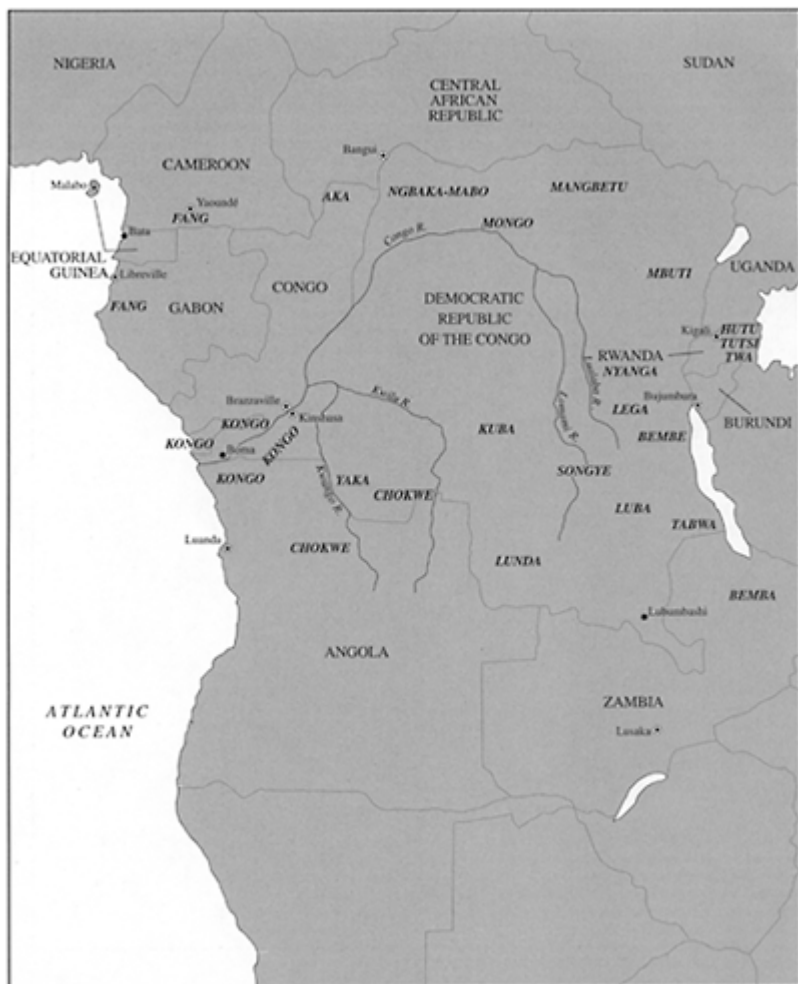 NIGERIA
SUDAN
CENTRAL
AFRICAN
REPUBLIC
Bangui
CAMEROON
Malabo
AKA
NGBAKA-MABO
MANGBETU
Yaoundé
FANG
MONGO
Bata
Congo R.
EQUATORIAL
GUINEA
Libreville
CONGO
MBUTI
UGANDA
FANG
GABON
DEMOCRATIC
REPUBLIC
OF THE CONGO
Kigali
HUTU
TUTSI
TWA
RWANDA
NYANGA
Lualaba R.
Lomami R.
Bujumbura
BURUNDI
Brazzaville
Kinshasa
Kwilu R.
LEGA
KONGO
KUBA
BEMBE
KONGO
KONGO
Boma
KONGO
YAKA
SONGYE
CHOKWE
Kwango R.
LUBA
TABWA
Luanda
CHOKWE
LUNDA
BEMBA
Lubumbashi
ANGOLA
ATLANTIC
OCEAN
ZAMBIA
Lusaka